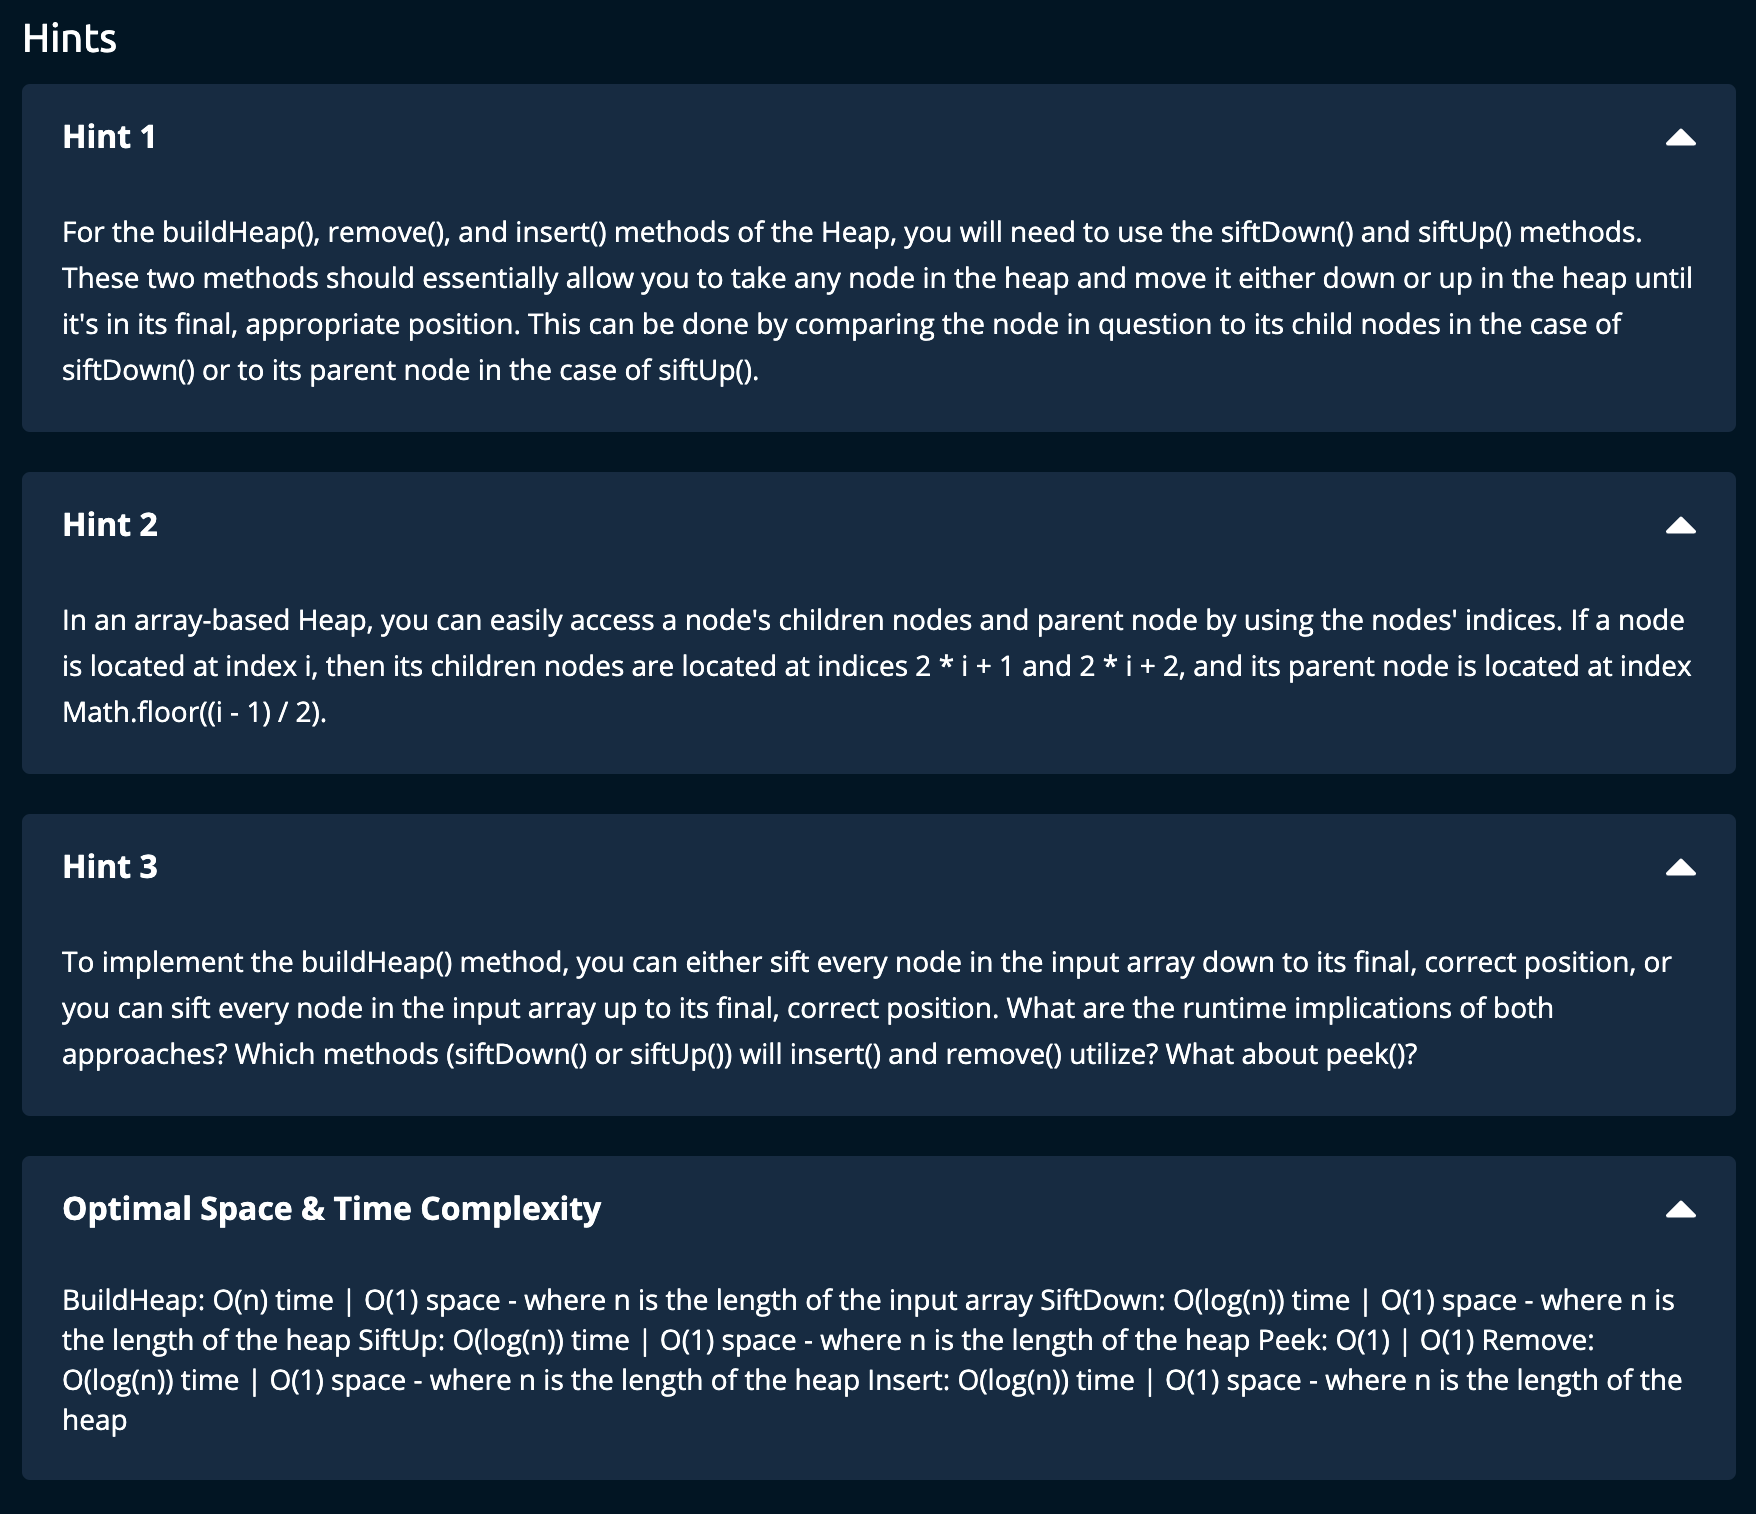 Hints
Hint 1
For the buildHeap(), remove(), and insert() methods of the Heap, you will need to use the siftDown() and siftUp() methods.
These two methods should essentially allow you to take any node in the heap and move it either down or up in the heap until
it's in its final, appropriate position. This can be done by comparing the node in question to its child nodes in the case of
siftDown() or to its parent node in the case of siftUp().
Hint 2
In an array-based Heap, you can easily access a node's children nodes and parent node by using the nodes' indices. If a node
is located at index i, then its children nodes are located at indices 2 * i + 1 and 2 * i + 2, and its parent node is located at index
Math.floor((i - 1) / 2).
Hint 3
To implement the buildHeap() method, you can either sift every node in the input array down to its final, correct position, or
you can sift every node in the input array up to its final, correct position. What are the runtime implications of both
approaches? Which methods (siftDown() or siftUp()) will insert() and remove() utilize? What about peek()?
Optimal Space & Time Complexity
BuildHeap: O(n) time | O(1) space - where n is the length of the input array SiftDown: O(log(n)) time | O(1) space - where n is
the length of the heap SiftUp: O(log(n)) time | O(1) space - where n is the length of the heap Peek: O(1) | O(1) Remove:
O(log(n)) time | O(1) space - where n is the length of the heap Insert: O(log(n)) time | O(1) space - where n is the length of the
heap